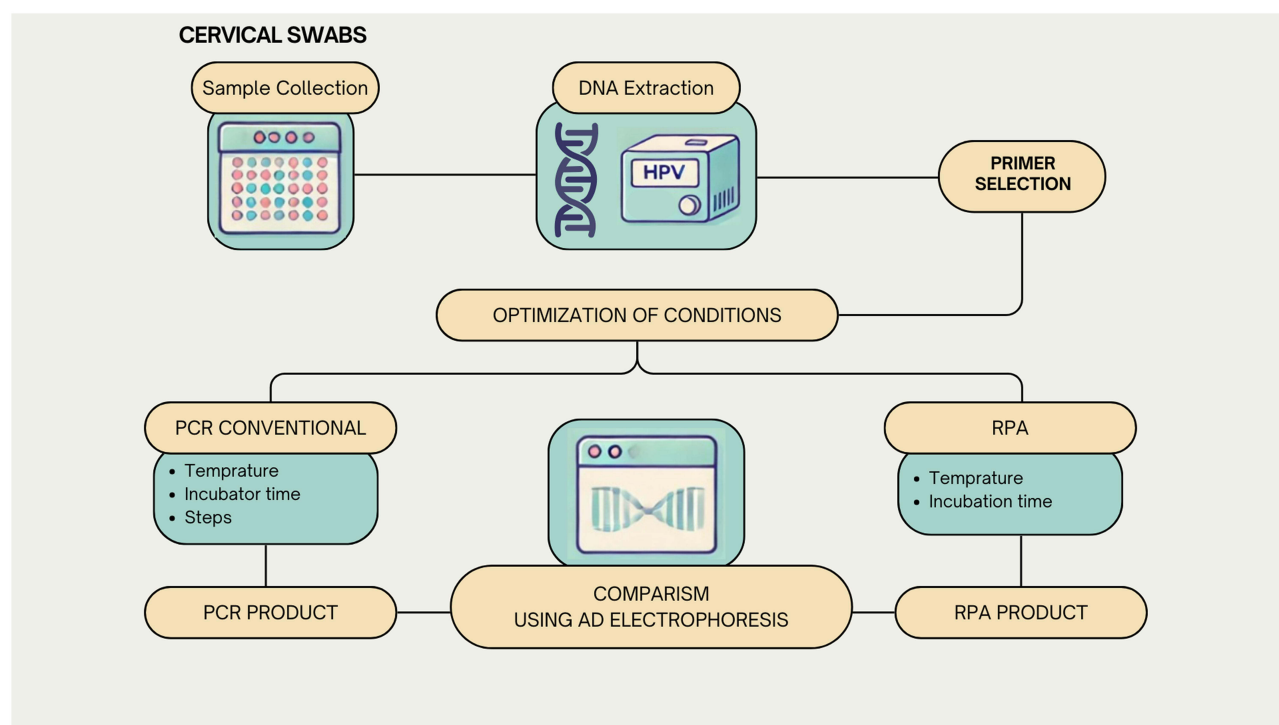 CERVICAL SWABS
Sample Collection
DNA Extraction
HPV
PRIMER
SELECTION
OPTIMIZATION OF CONDITIONS
PCR CONVENTIONAL
• Temprature
• Incubator time
• Steps
RPA
• Temprature
• Incubation time
PCR PRODUCT
COMPARISM
USING AD ELECTROPHORESIS
RPA PRODUCT